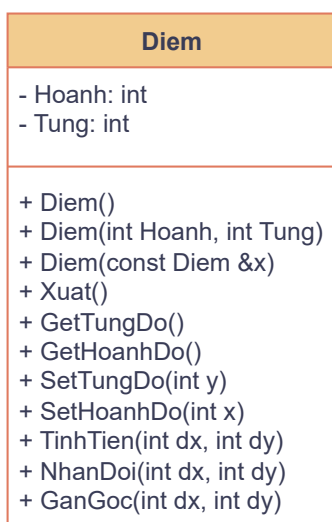 Diem
- Hoanh: int
- Tung: int
+ Diem()
+ Diem(int Hoanh, int Tung)
+ Diem(const Diem &x)
+ Xuat()
+ GetTungDo()
+ GetHoanhDo()
+ SetTungDo(int y)
+ SetHoanhDo(int x)
+ TinhTien(int dx, int dy)
+ NhanDoi(int dx, int dy)
+ GanGoc(int dx, int dy)